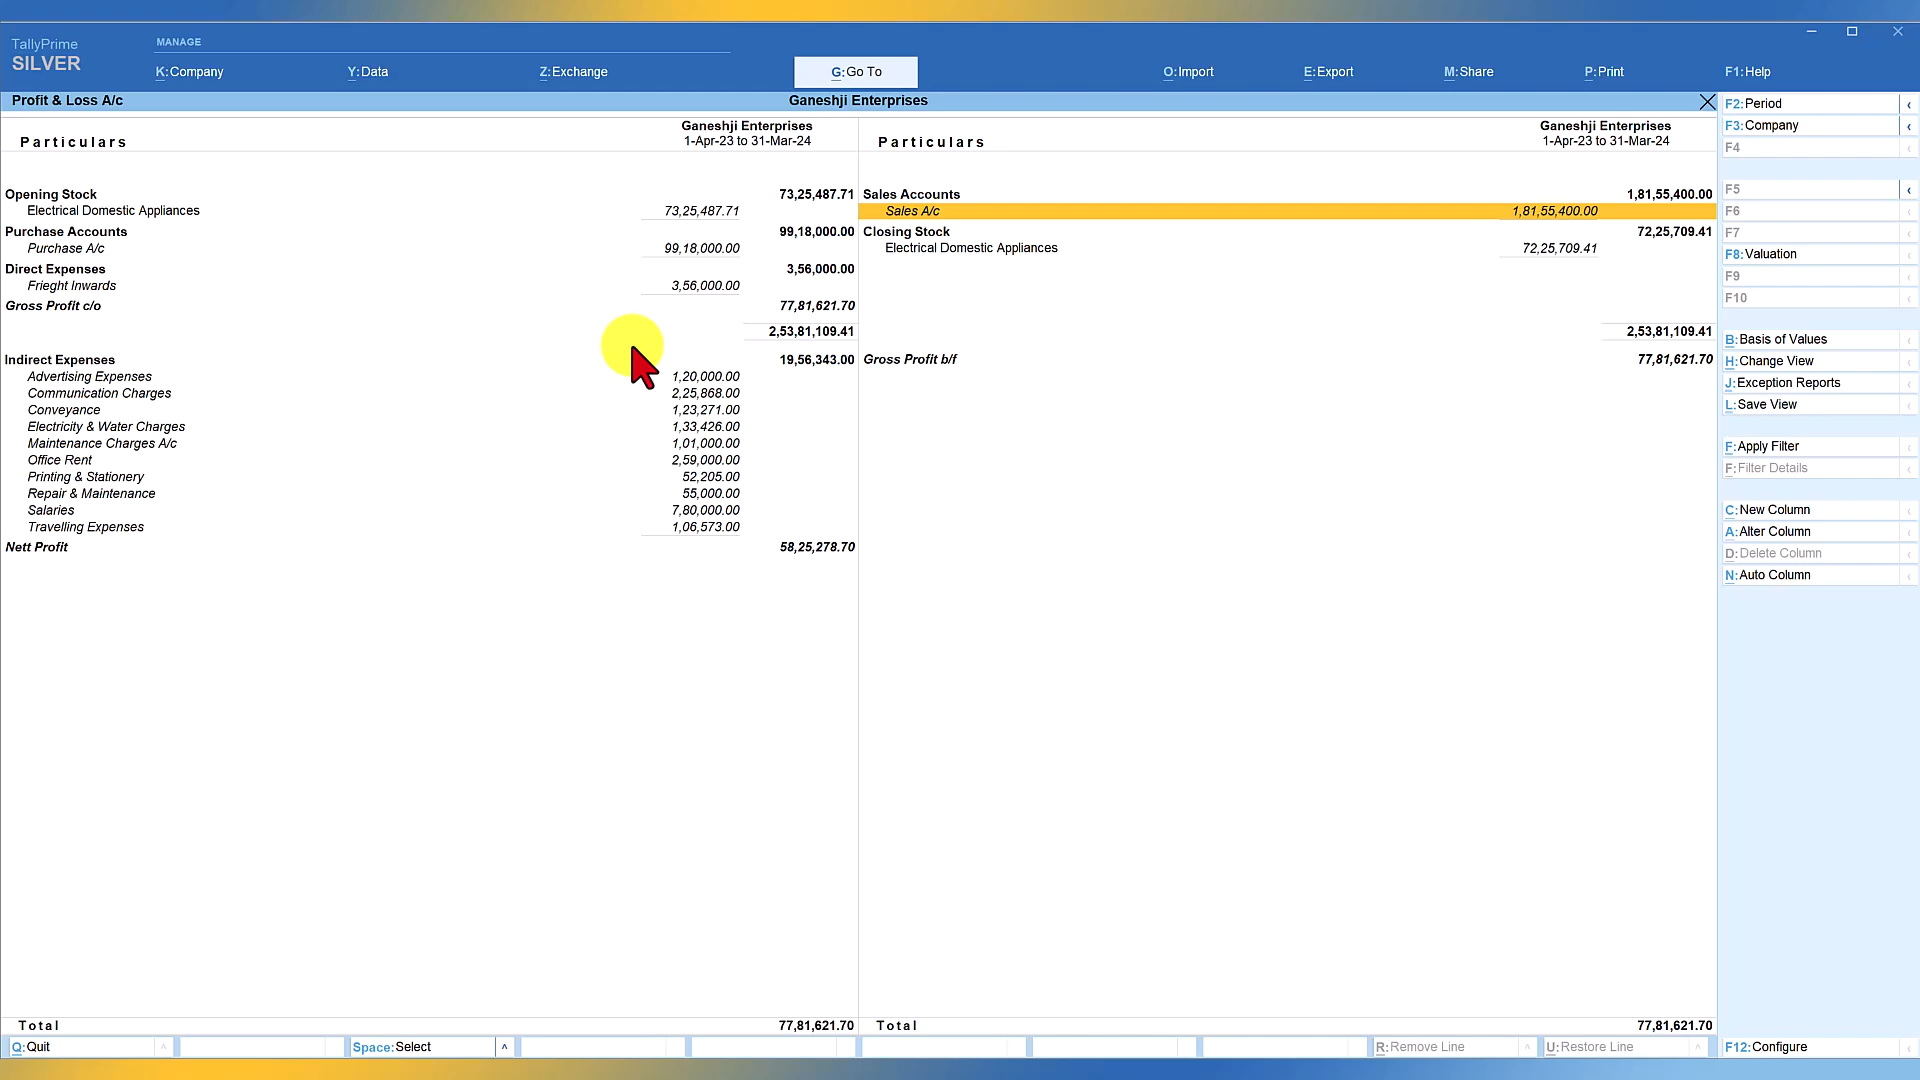 TallyPrime
SILVER
MANAGE
K:Company
Y:Data
Z:Exchange
G:Go To
O:Import
E:Export
M:Share
P:Print
F1:Help
Profit & Loss A/c
Ganeshji Enterprises
Particulars
Ganeshji Enterprises
1-Apr-23 to 31-Mar-24
Opening Stock 73,25,487.71
Electrical Domestic Appliances 73,25,487.71
Purchase Accounts 99,18,000.00
Purchase A/c 99,18,000.00
Direct Expenses 3,56,000.00
Frieght Inwards 3,56,000.00
Gross Profit c/o 77,81,621.70
2,53,81,109.41
Indirect Expenses 19,56,343.00
Advertising Expenses 1,20,000.00
Communication Charges 2,25,868.00
Conveyance 1,23,271.00
Electricity & Water Charges 1,33,426.00
Maintenance Charges A/c 1,01,000.00
Office Rent 2,59,000.00
Printing & Stationery 52,205.00
Repair & Maintenance 55,000.00
Salaries 7,80,000.00
Travelling Expenses 1,06,573.00
Nett Profit 58,25,278.70
Total 77,81,621.70
Particulars
Ganeshji Enterprises
1-Apr-23 to 31-Mar-24
Sales Accounts 1,81,55,400.00
Sales A/c 1,81,55,400.00
Closing Stock 72,25,709.41
Electrical Domestic Appliances 72,25,709.41
2,53,81,109.41
Gross Profit b/f 77,81,621.70
Total 77,81,621.70
F2:Period
F3:Company
F4
F5
F6
F7
F8:Valuation
F9
F10
B:Basis of Values
H:Change View
J:Exception Reports
L:Save View
F:Apply Filter
F:Filter Details
C:New Column
A:Alter Column
D:Delete Column
N:Auto Column
Q:Quit
Space:Select
R:Remove Line
U:Restore Line
F12:Configure